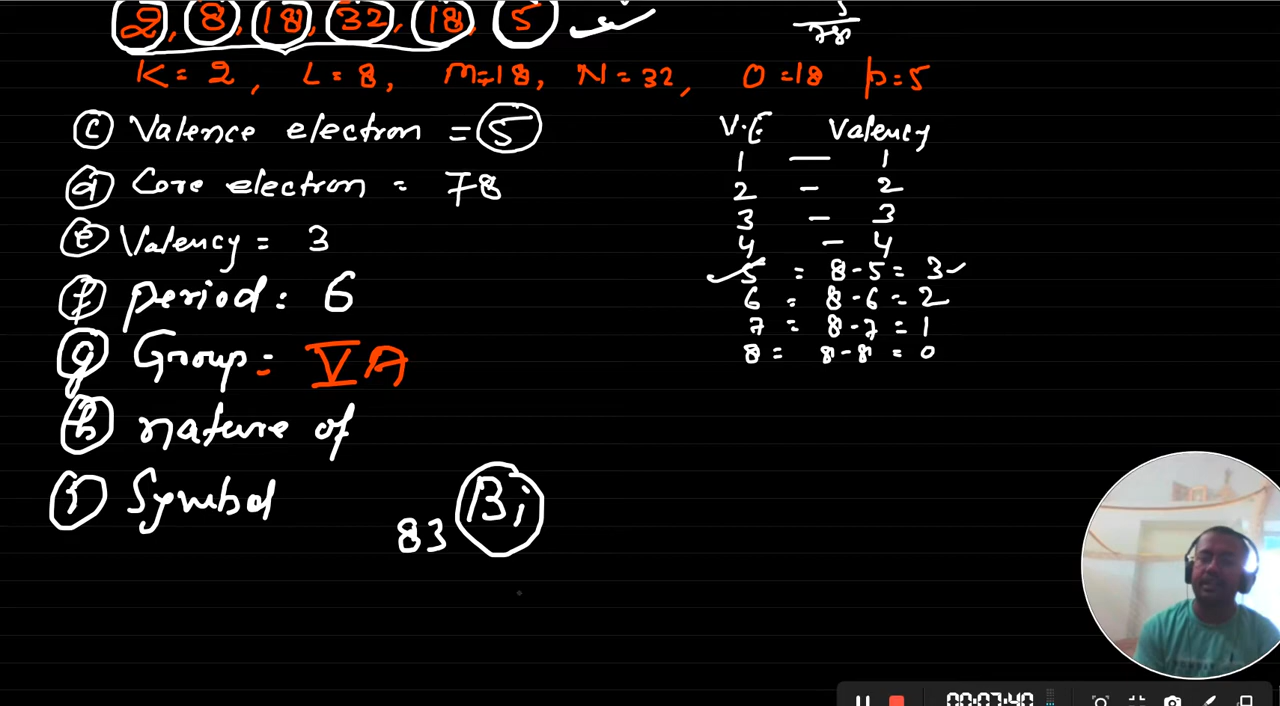 2, 8, 18, 32, 18, 5
78
K = 2, L = 8, M = 18, N = 32, O = 18 p = 5
(c) Valence electron = 5
(d) Core electron = 78
(e) Valency = 3
(f) period: 6
(g) Group = V A
(h) nature of
(i) Symbol
83 Bi
V.E Valency
1 — 1
2 - 2
3 - 3
4 - 4
5 = 8-5 = 3
6 = 8-6 = 2
7 = 8-7 = 1
8 = 8-8 = 0
00:07:40